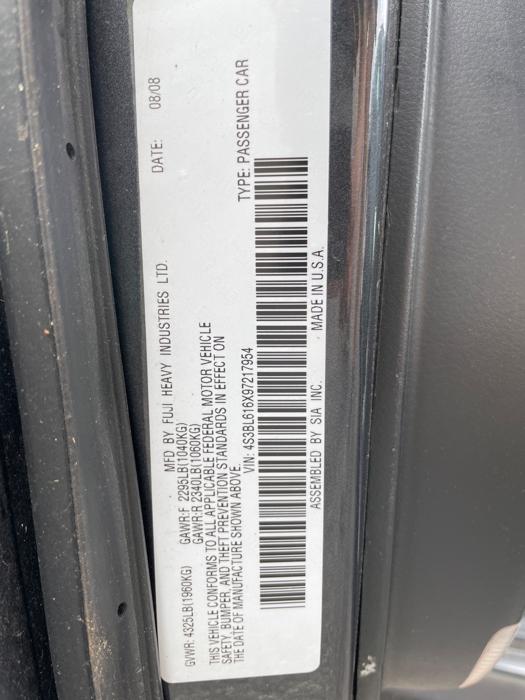 MFD BY FUJI HEAVY INDUSTRIES LTD. DATE: 08/08
GVWR: 4325LB(1960KG) GAWR:F 2295LB(1040KG)
GAWR:R 2340LB(1060KG)
THIS VEHICLE CONFORMS TO ALL APPLICABLE FEDERAL MOTOR VEHICLE
SAFETY, BUMPER, AND THEFT PREVENTION STANDARDS IN EFFECT ON
THE DATE OF MANUFACTURE SHOWN ABOVE.
VIN: 4S3BL616X97217954 TYPE: PASSENGER CAR
ASSEMBLED BY SIA INC. MADE IN U.S.A.